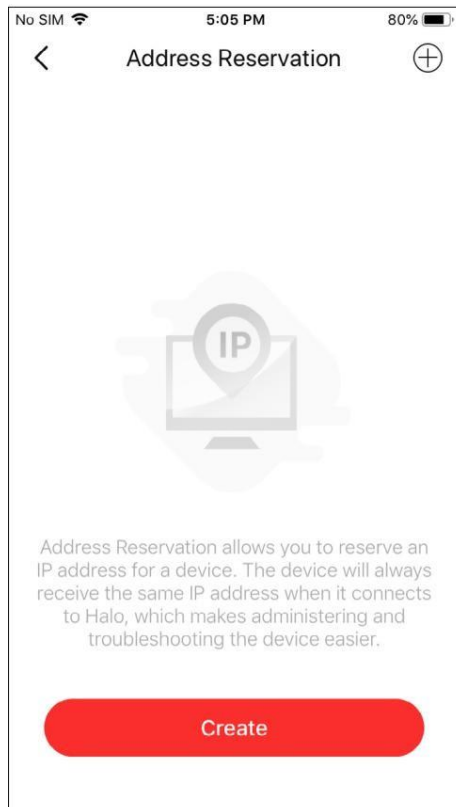 No SIM 5:05 PM 80%
Address Reservation
IP
Address Reservation allows you to reserve an
IP address for a device. The device will always
receive the same IP address when it connects
to Halo, which makes administering and
troubleshooting the device easier.
Create